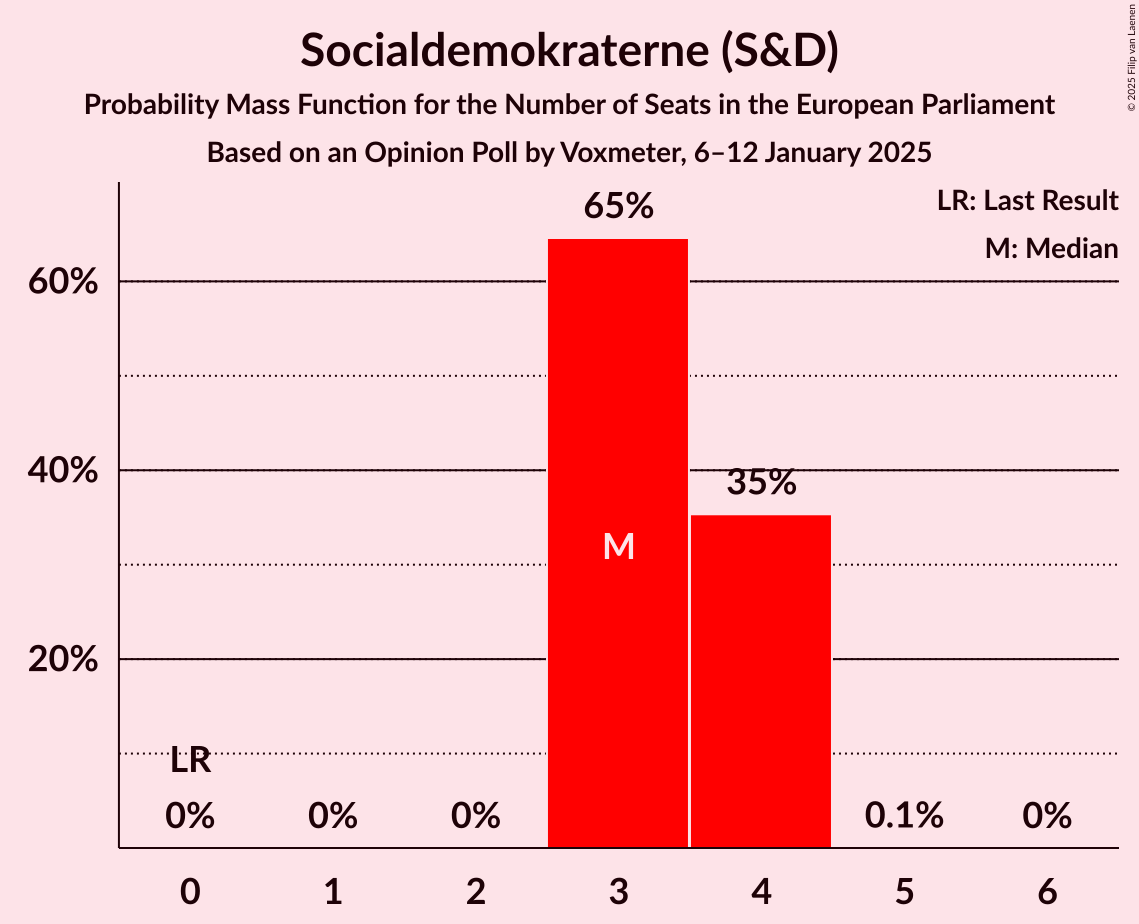 Socialdemokraterne (S&D)
Probability Mass Function for the Number of Seats in the European Parliament
Based on an Opinion Poll by Voxmeter, 6–12 January 2025
© 2025 Filip van Laenen
LR: Last Result
M: Median
65%
60%
40%
35%
M
20%
LR
0% 0% 0% 0.1% 0%
0 1 2 3 4 5 6